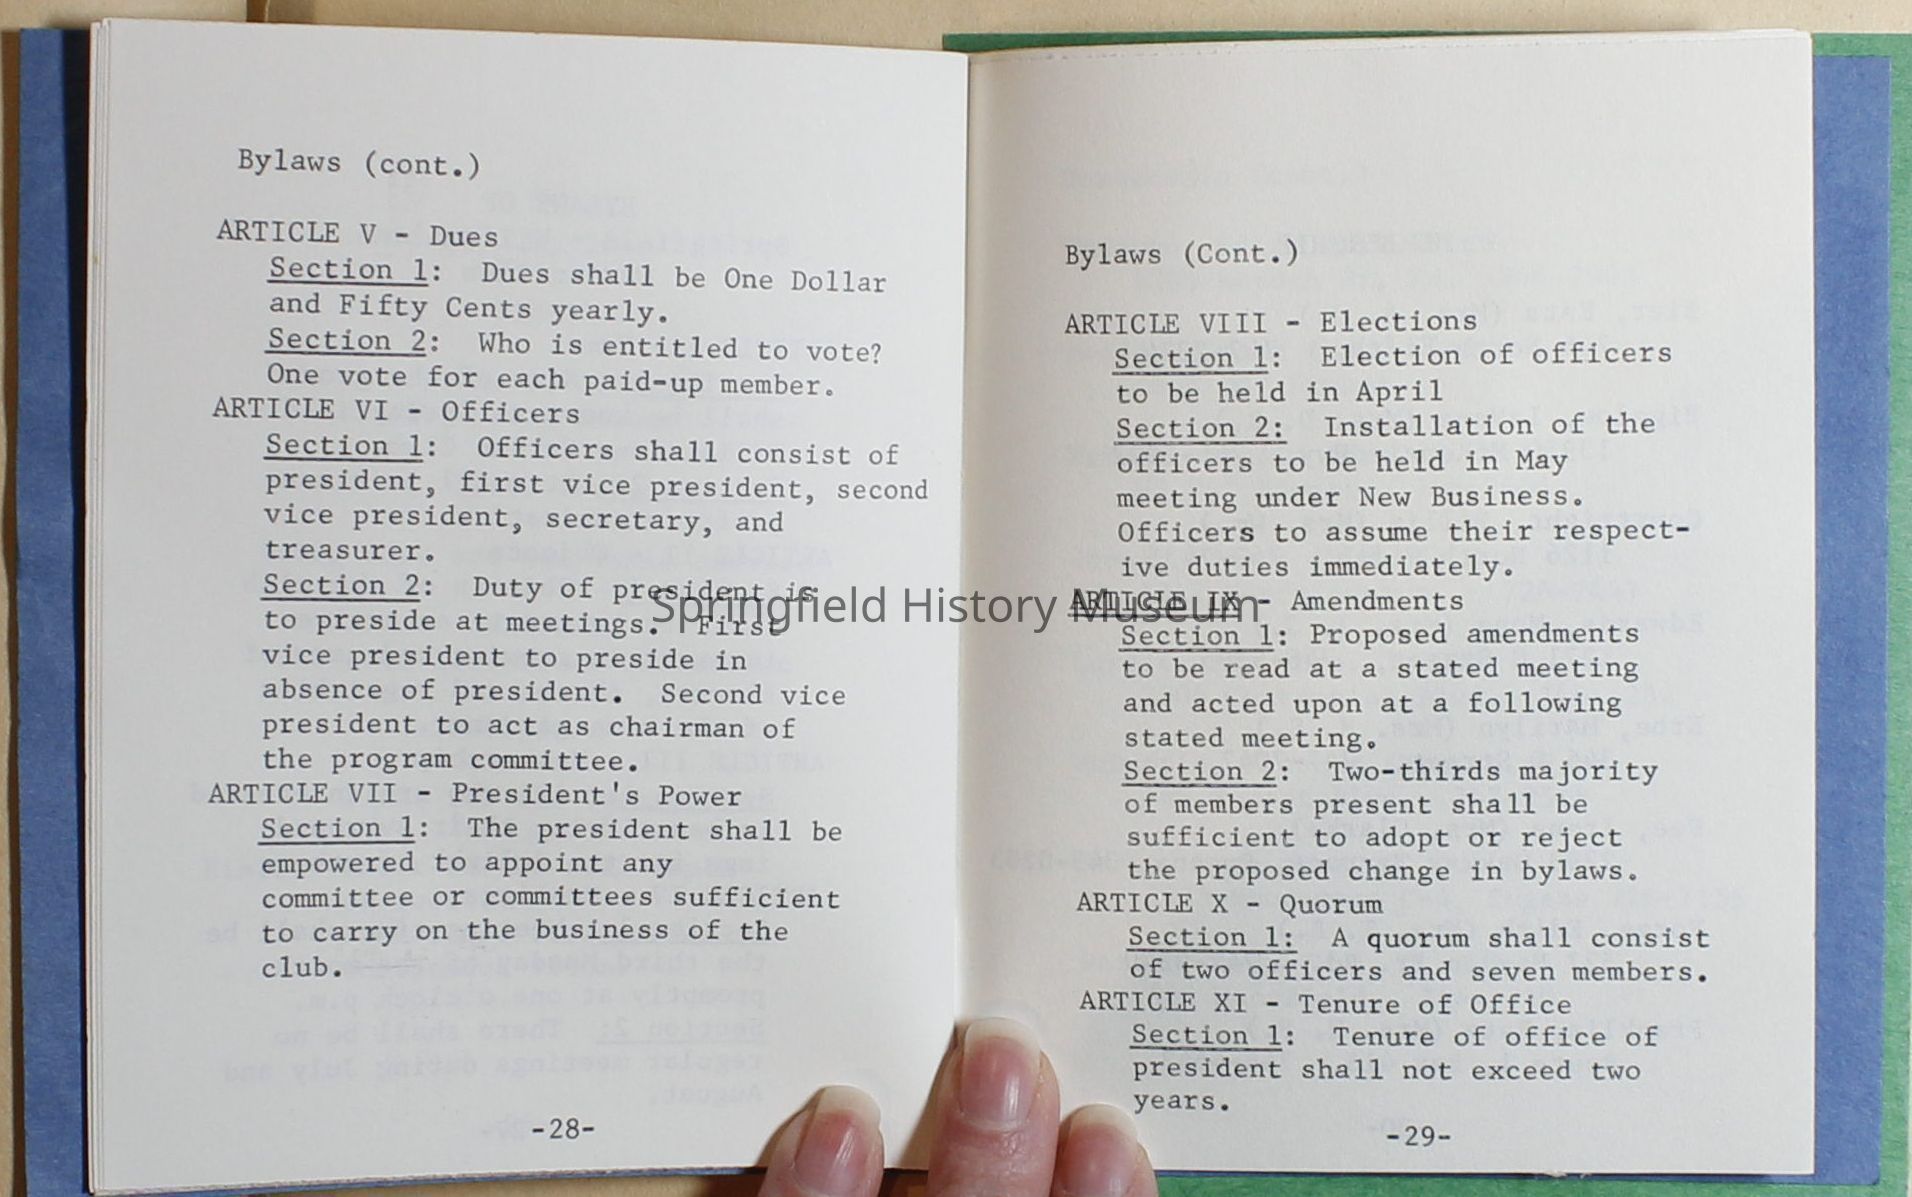 Bylaws (cont.)
ARTICLE V - Dues
Section 1: Dues shall be One Dollar
and Fifty Cents yearly.
Section 2: Who is entitled to vote?
One vote for each paid-up member.
ARTICLE VI - Officers
Section 1: Officers shall consist of
president, first vice president, second
vice president, secretary, and
treasurer.
Section 2: Duty of president is
to preside at meetings. First
vice president to preside in
absence of president. Second vice
president to act as chairman of
the program committee.
ARTICLE VII - President's Power
Section 1: The president shall be
empowered to appoint any
committee or committees sufficient
to carry on the business of the
club.
-28-
Bylaws (Cont.)
ARTICLE VIII - Elections
Section 1: Election of officers
to be held in April
Section 2: Installation of the
officers to be held in May
meeting under New Business.
Officers to assume their respect-
ive duties immediately.
ARTICLE IX - Amendments
Section 1: Proposed amendments
to be read at a stated meeting
and acted upon at a following
stated meeting.
Section 2: Two-thirds majority
of members present shall be
sufficient to adopt or reject
the proposed change in bylaws.
ARTICLE X - Quorum
Section 1: A quorum shall consist
of two officers and seven members.
ARTICLE XI - Tenure of Office
Section 1: Tenure of office of
president shall not exceed two
years.
-29-
Springfield History Museum